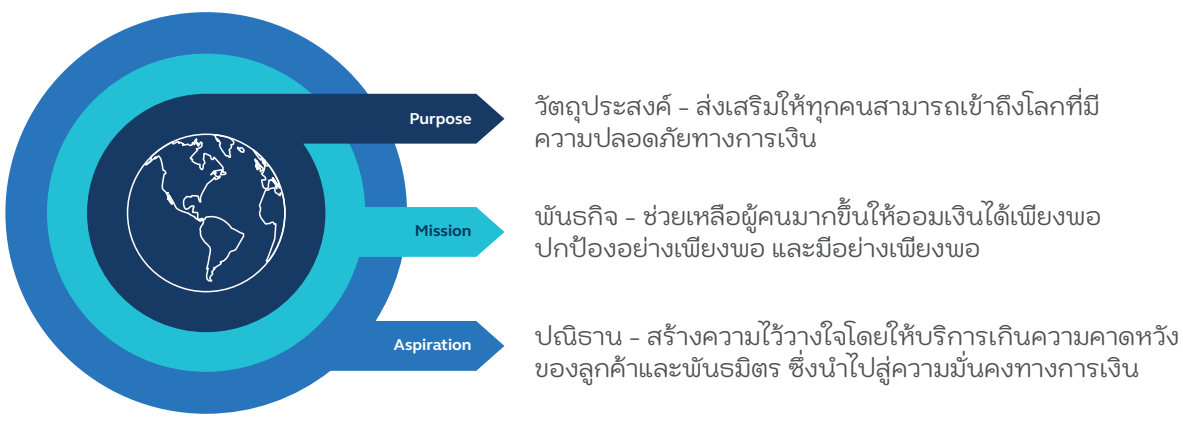 Purpose
วัตถุประสงค์ – ส่งเสริมให้ทุกคนสามารถเข้าถึงโลกที่มี
ความปลอดภัยทางการเงิน
Mission
พันธกิจ – ช่วยเหลือผู้คนมากขึ้นให้ออมเงินได้เพียงพอ
ปกป้องอย่างเพียงพอ และมีอย่างเพียงพอ
Aspiration
ปณิธาน – สร้างความไว้วางใจโดยให้บริการเกินความคาดหวัง
ของลูกค้าและพันธมิตร ซึ่งนำไปสู่ความมั่นคงทางการเงิน